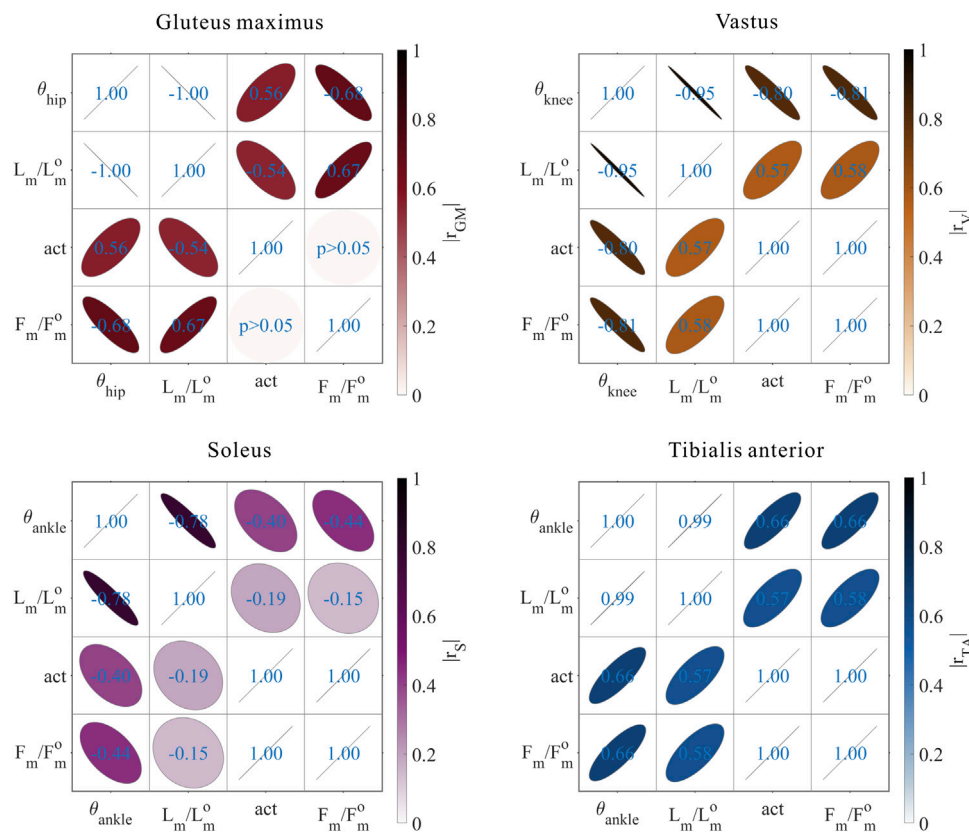 Gluteus maximus
θhip 1.00 -1.00 0.56 -0.68
Lm/Lmo -1.00 1.00 -0.54 0.67
act 0.56 -0.54 1.00 p>0.05
Fm/Fmo -0.68 0.67 p>0.05 1.00
θhip Lm/Lmo act Fm/Fmo
1
0.8
0.6
0.4
0.2
0
|rGM|
Vastus
θknee 1.00 -0.95 -0.80 -0.81
Lm/Lmo -0.95 1.00 0.57 0.58
act -0.80 0.57 1.00 1.00
Fm/Fmo -0.81 0.58 1.00 1.00
θknee Lm/Lmo act Fm/Fmo
1
0.8
0.6
0.4
0.2
0
|rV|
Soleus
θankle 1.00 -0.78 -0.40 -0.44
Lm/Lmo -0.78 1.00 -0.19 -0.15
act -0.40 -0.19 1.00 1.00
Fm/Fmo -0.44 -0.15 1.00 1.00
θankle Lm/Lmo act Fm/Fmo
1
0.8
0.6
0.4
0.2
0
|rS|
Tibialis anterior
θankle 1.00 0.99 0.66 0.66
Lm/Lmo 0.99 1.00 0.57 0.58
act 0.66 0.57 1.00 1.00
Fm/Fmo 0.66 0.58 1.00 1.00
θankle Lm/Lmo act Fm/Fmo
1
0.8
0.6
0.4
0.2
0
|rTA|